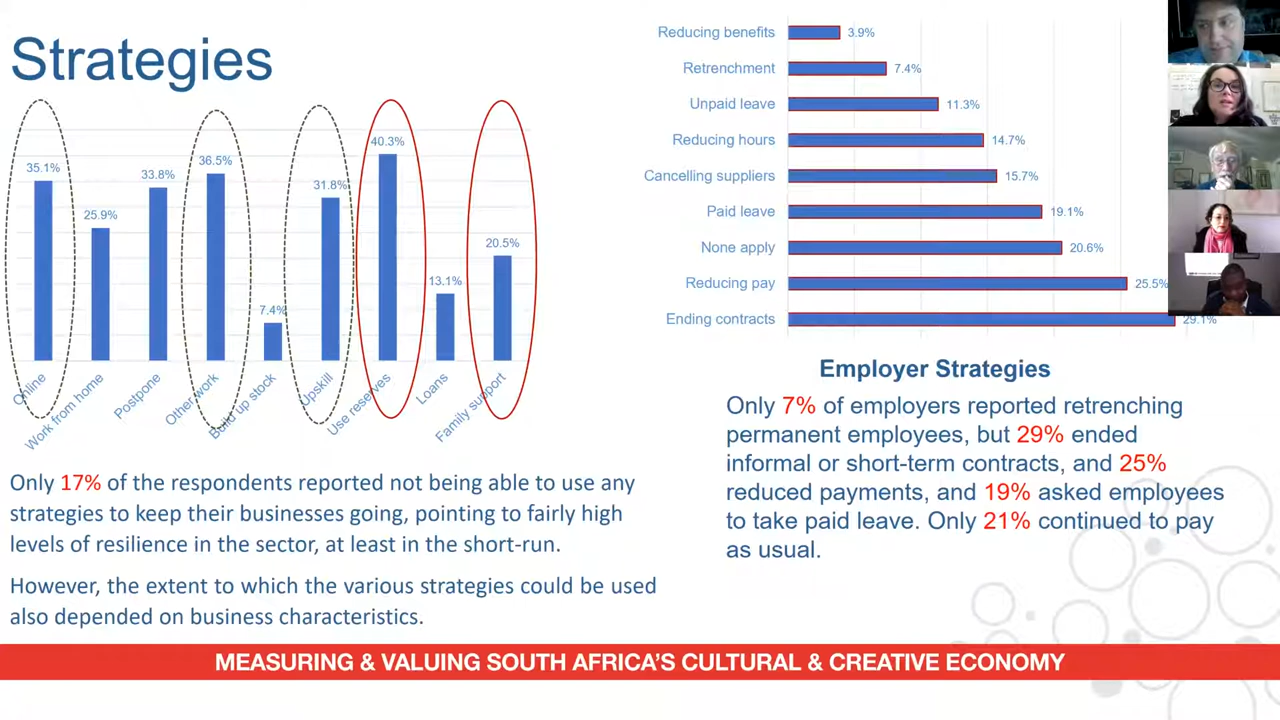 Strategies
35.1%
25.9%
33.8%
36.5%
7.4%
31.8%
40.3%
13.1%
20.5%
Online
Work from home
Postpone
Other work
Build up stock
Upskill
Use reserves
Loans
Family support
Only 17% of the respondents reported not being able to use any
strategies to keep their businesses going, pointing to fairly high
levels of resilience in the sector, at least in the short-run.
However, the extent to which the various strategies could be used
also depended on business characteristics.
Reducing benefits 3.9%
Retrenchment 7.4%
Unpaid leave 11.3%
Reducing hours 14.7%
Cancelling suppliers 15.7%
Paid leave 19.1%
None apply 20.6%
Reducing pay 25.5%
Ending contracts 29.1%
Employer Strategies
Only 7% of employers reported retrenching
permanent employees, but 29% ended
informal or short-term contracts, and 25%
reduced payments, and 19% asked employees
to take paid leave. Only 21% continued to pay
as usual.
MEASURING & VALUING SOUTH AFRICA'S CULTURAL & CREATIVE ECONOMY